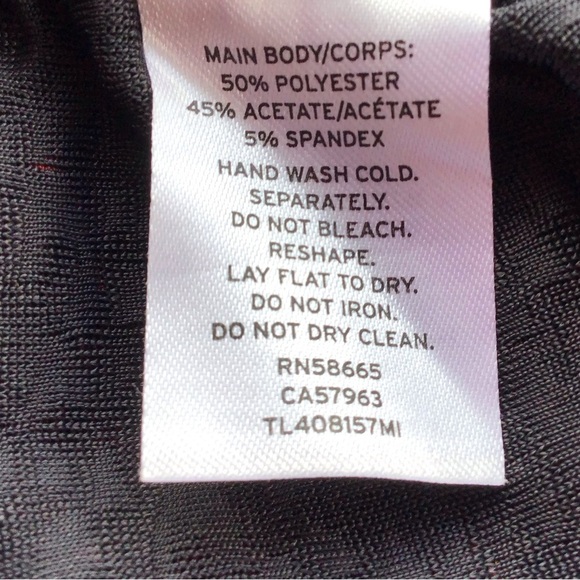 MAIN BODY/CORPS:
50% POLYESTER
45% ACETATE/ACÉTATE
5% SPANDEX
HAND WASH COLD.
SEPARATELY.
DO NOT BLEACH.
RESHAPE.
LAY FLAT TO DRY.
DO NOT IRON.
DO NOT DRY CLEAN.
RN58665
CA57963
TL408157MI